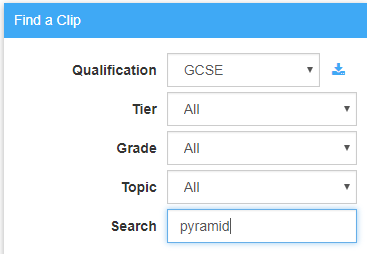 Find a Clip
Qualification GCSE
Tier All
Grade All
Topic All
Search pyramid